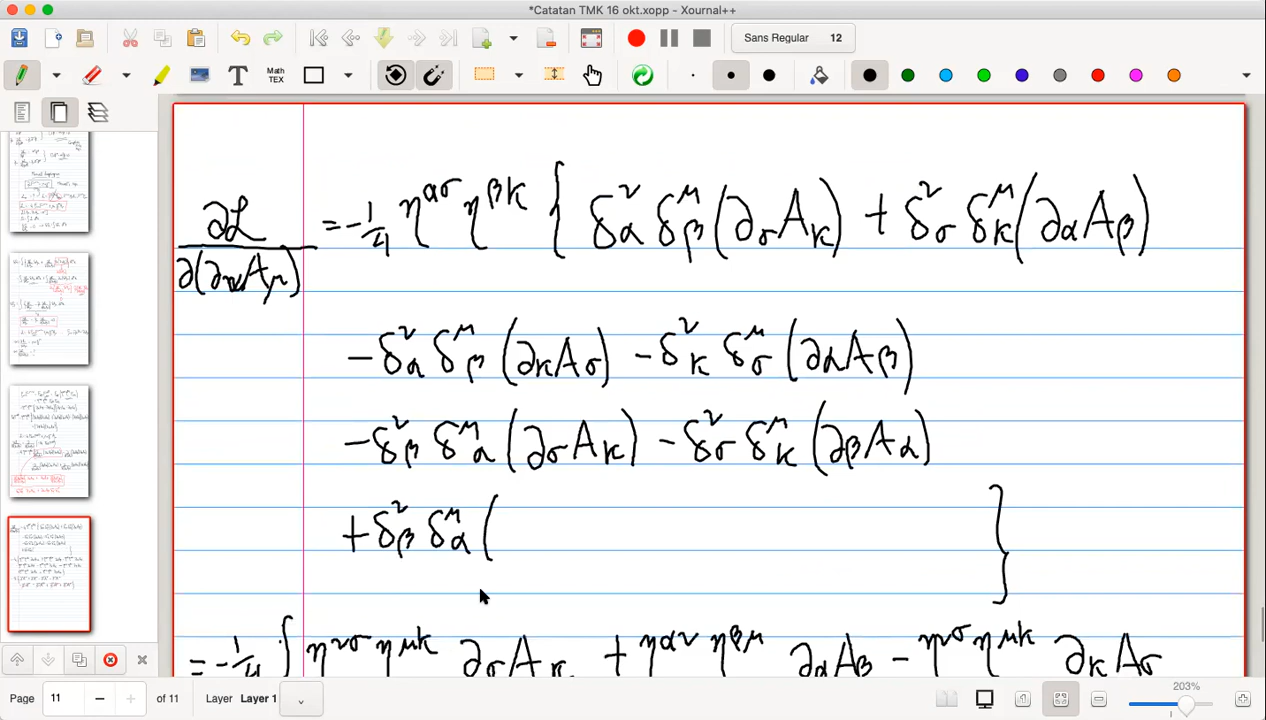 *Catatan TMK 16 okt.xopp - Xournal++
Sans Regular 12
T Math TEX
∂ℒ/∂(∂νAμ) = -1/4 η^{ασ} η^{βκ} { δ^ν_α δ^μ_β (∂σAκ) + δ^ν_σ δ^μ_κ (∂αAβ)
- δ^ν_α δ^μ_β (∂κAσ) - δ^ν_κ δ^μ_σ (∂αAβ)
- δ^ν_β δ^μ_α (∂σAκ) - δ^ν_σ δ^μ_κ (∂βAα)
+ δ^ν_β δ^μ_α ( }
= -1/4 { η^{νσ} η^{μκ} ∂σAκ + η^{αν} η^{βμ} ∂αAβ - η^{νσ} η^{μκ} ∂κAσ
Page 11 of 11 Layer Layer 1 203%